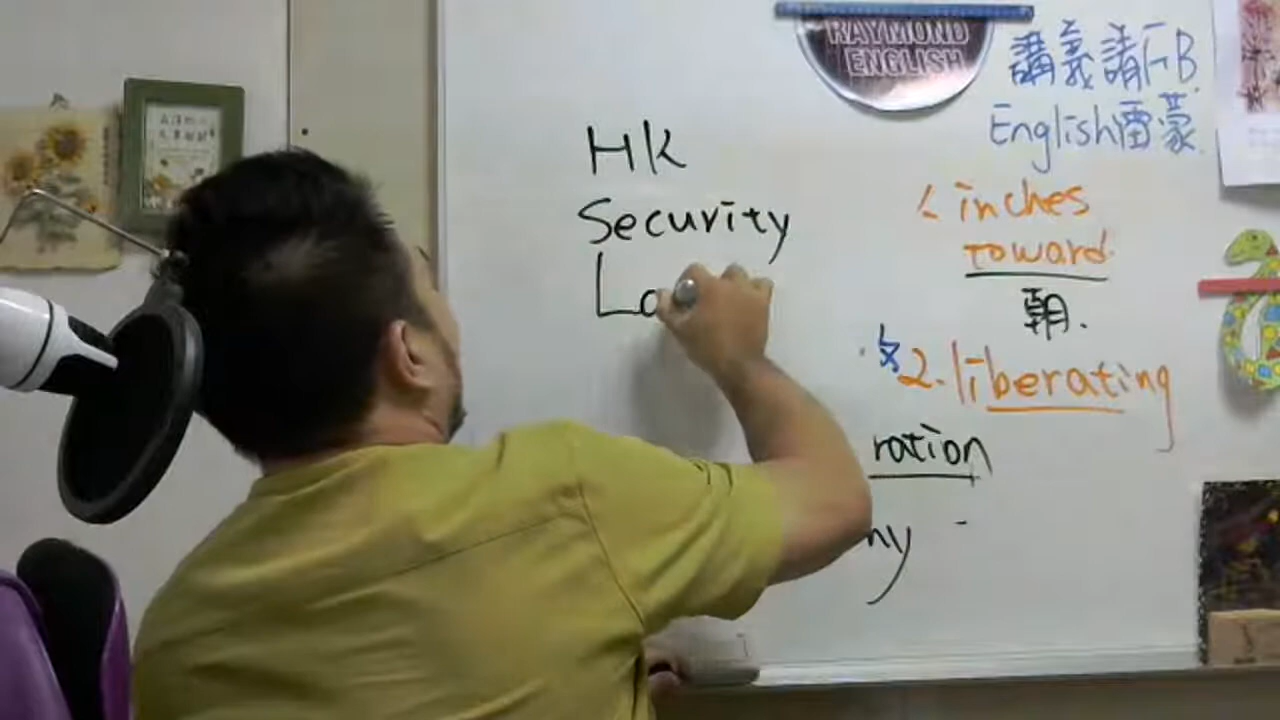 RAYMOND
ENGLISH
講義請FB
English雷蒙
HK
Security
La
inches
toward
朝.
2. liberating
ration
ny